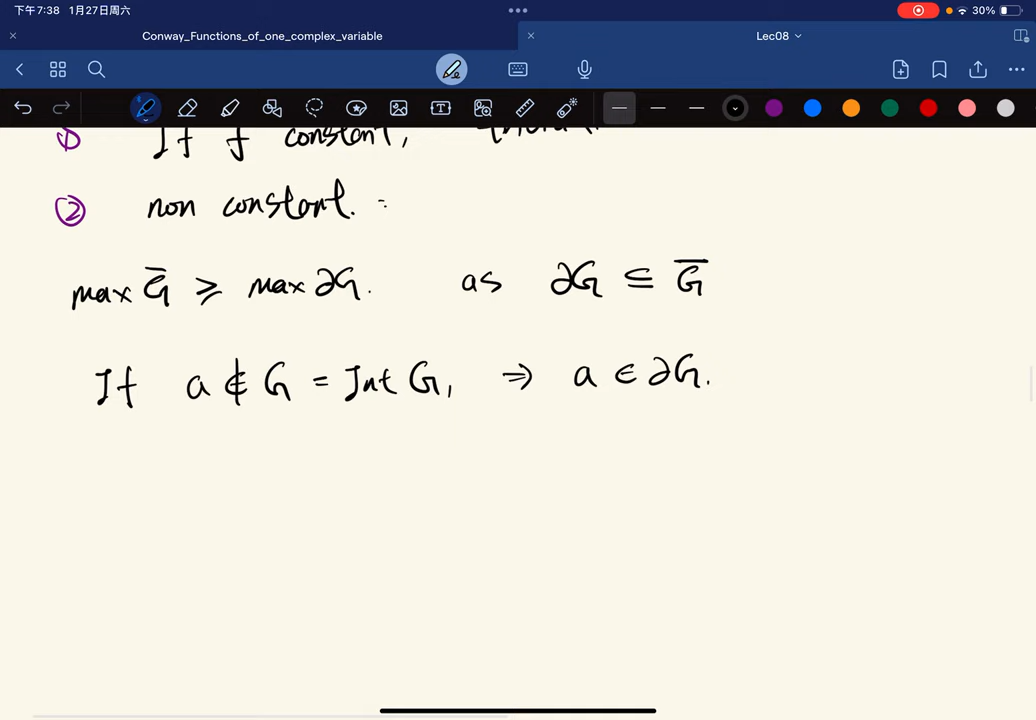 下午7:38 1月27日周六
30%
Conway_Functions_of_one_complex_variable
Lec08
① If f constant,
② non constant. :
max G̅ ⩾ max ∂G. as ∂G ⊆ G̅
If a ∉ G = Int G, ⇒ a ∈ ∂G.